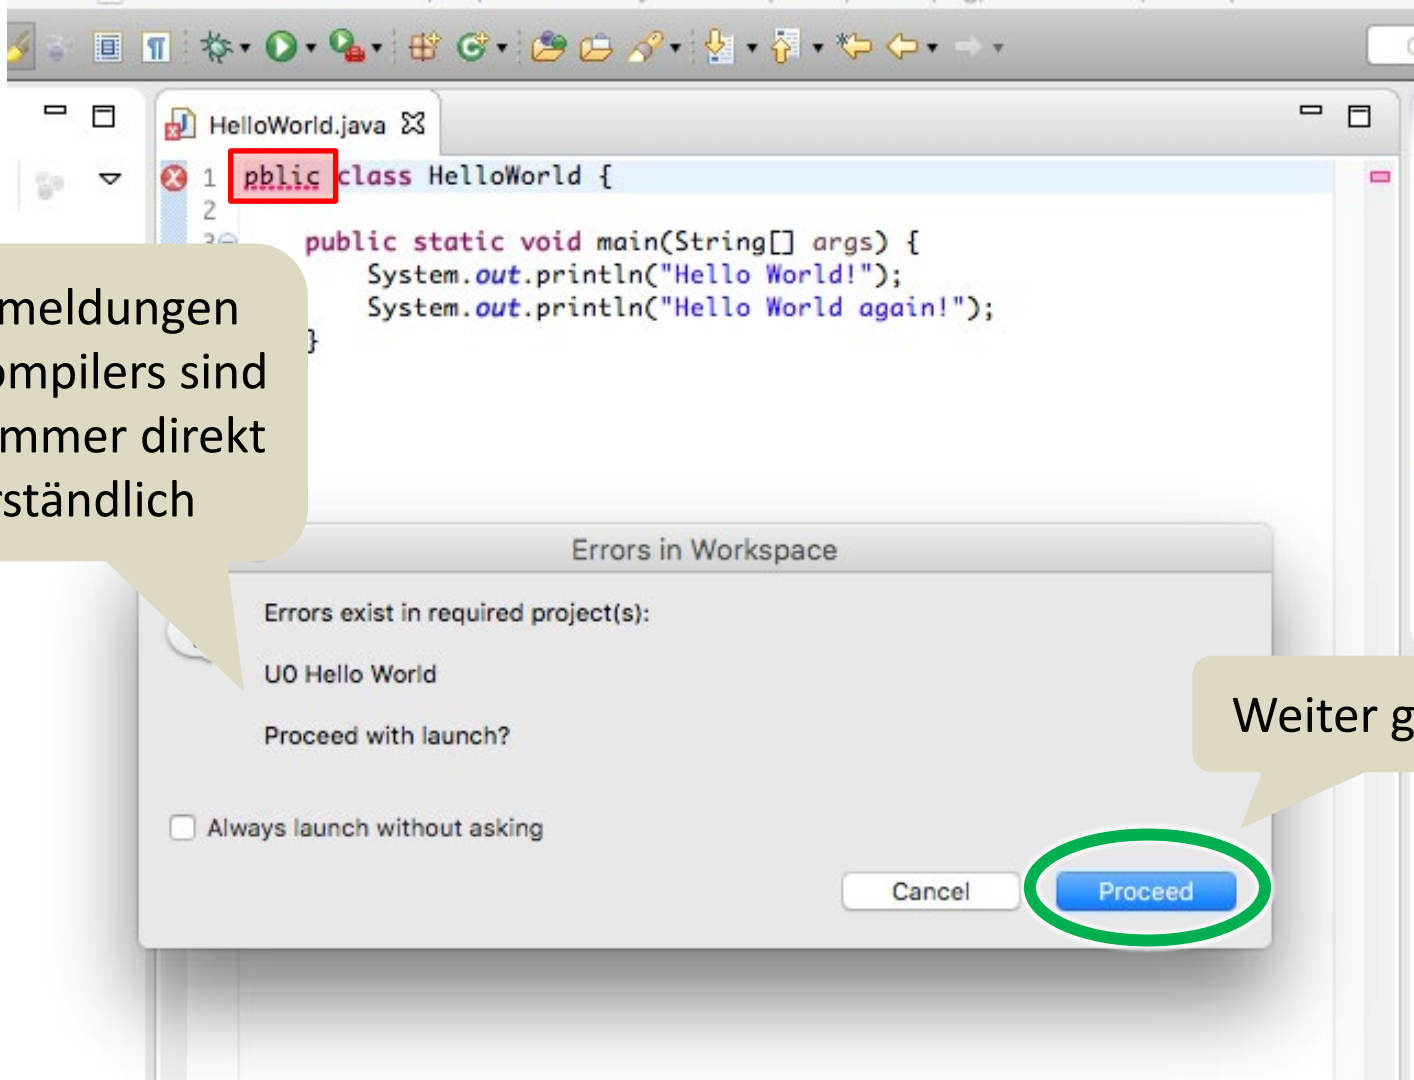 HelloWorld.java
1 pblic class HelloWorld {
2
3 public static void main(String[] args) {
System.out.println("Hello World!");
System.out.println("Hello World again!");
}
meldungen
ompilers sind
mmer direkt
rständlich
Errors in Workspace
Errors exist in required project(s):
U0 Hello World
Proceed with launch?
Weiter g
Always launch without asking
Cancel Proceed